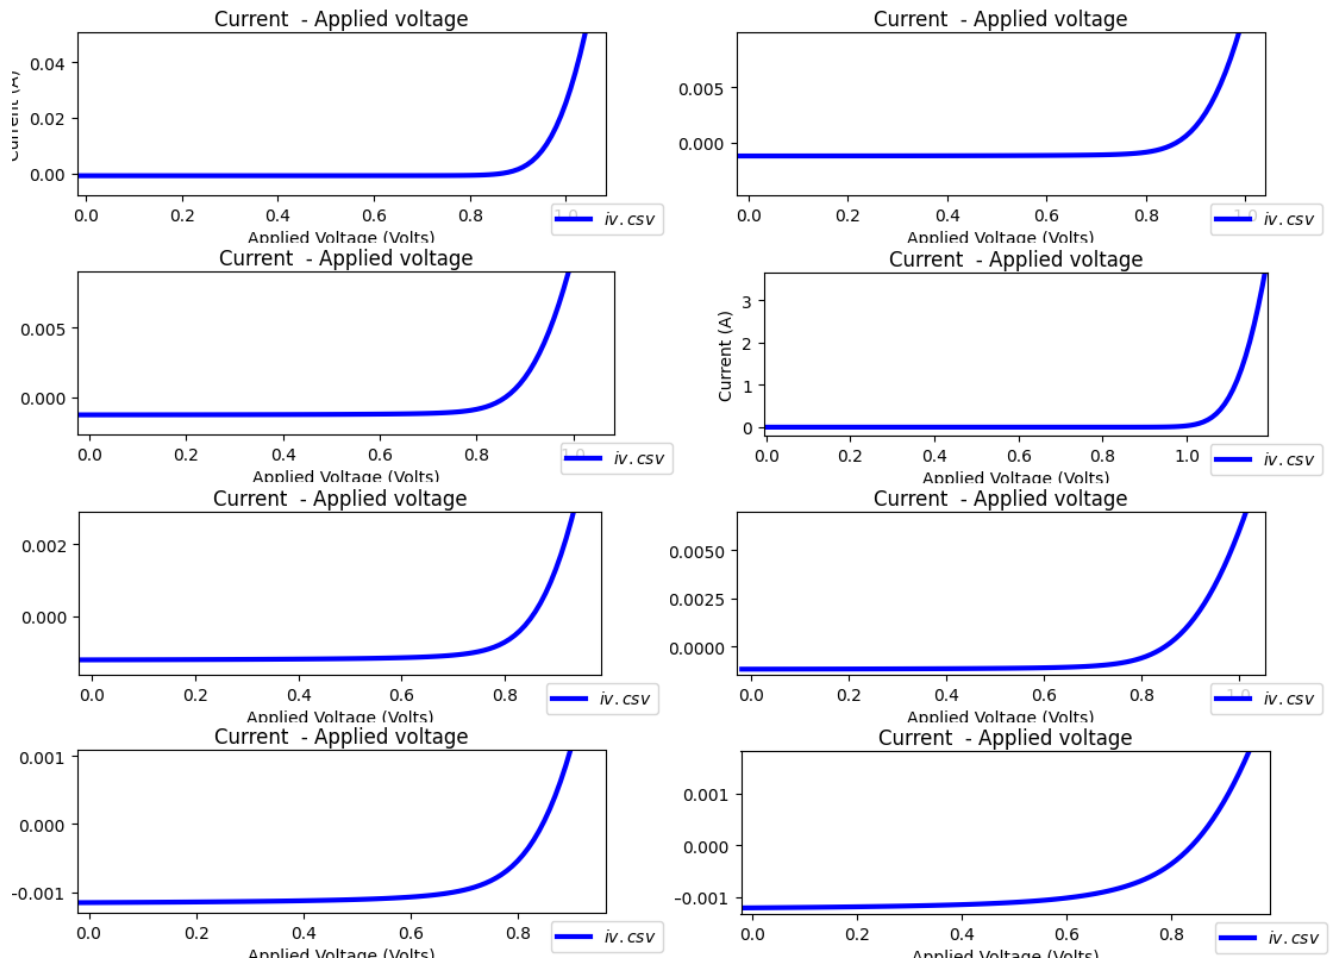 Current - Applied voltage
Current (A)
0.04
0.02
0.00
0.0 0.2 0.4 0.6 0.8 1.0
Applied Voltage (Volts)
iv.csv
Current - Applied voltage
0.005
0.000
0.0 0.2 0.4 0.6 0.8 1.0
Applied Voltage (Volts)
iv.csv
Current - Applied voltage
0.005
0.000
0.0 0.2 0.4 0.6 0.8 1.0
Applied Voltage (Volts)
iv.csv
Current - Applied voltage
Current (A)
3
2
1
0
0.0 0.2 0.4 0.6 0.8 1.0
Applied Voltage (Volts)
iv.csv
Current - Applied voltage
0.002
0.000
0.0 0.2 0.4 0.6 0.8
Applied Voltage (Volts)
iv.csv
Current - Applied voltage
0.0050
0.0025
0.0000
0.0 0.2 0.4 0.6 0.8 1.0
Applied Voltage (Volts)
iv.csv
Current - Applied voltage
0.001
0.000
-0.001
0.0 0.2 0.4 0.6 0.8
Applied Voltage (Volts)
iv.csv
Current - Applied voltage
0.001
0.000
-0.001
0.0 0.2 0.4 0.6 0.8
Applied Voltage (Volts)
iv.csv